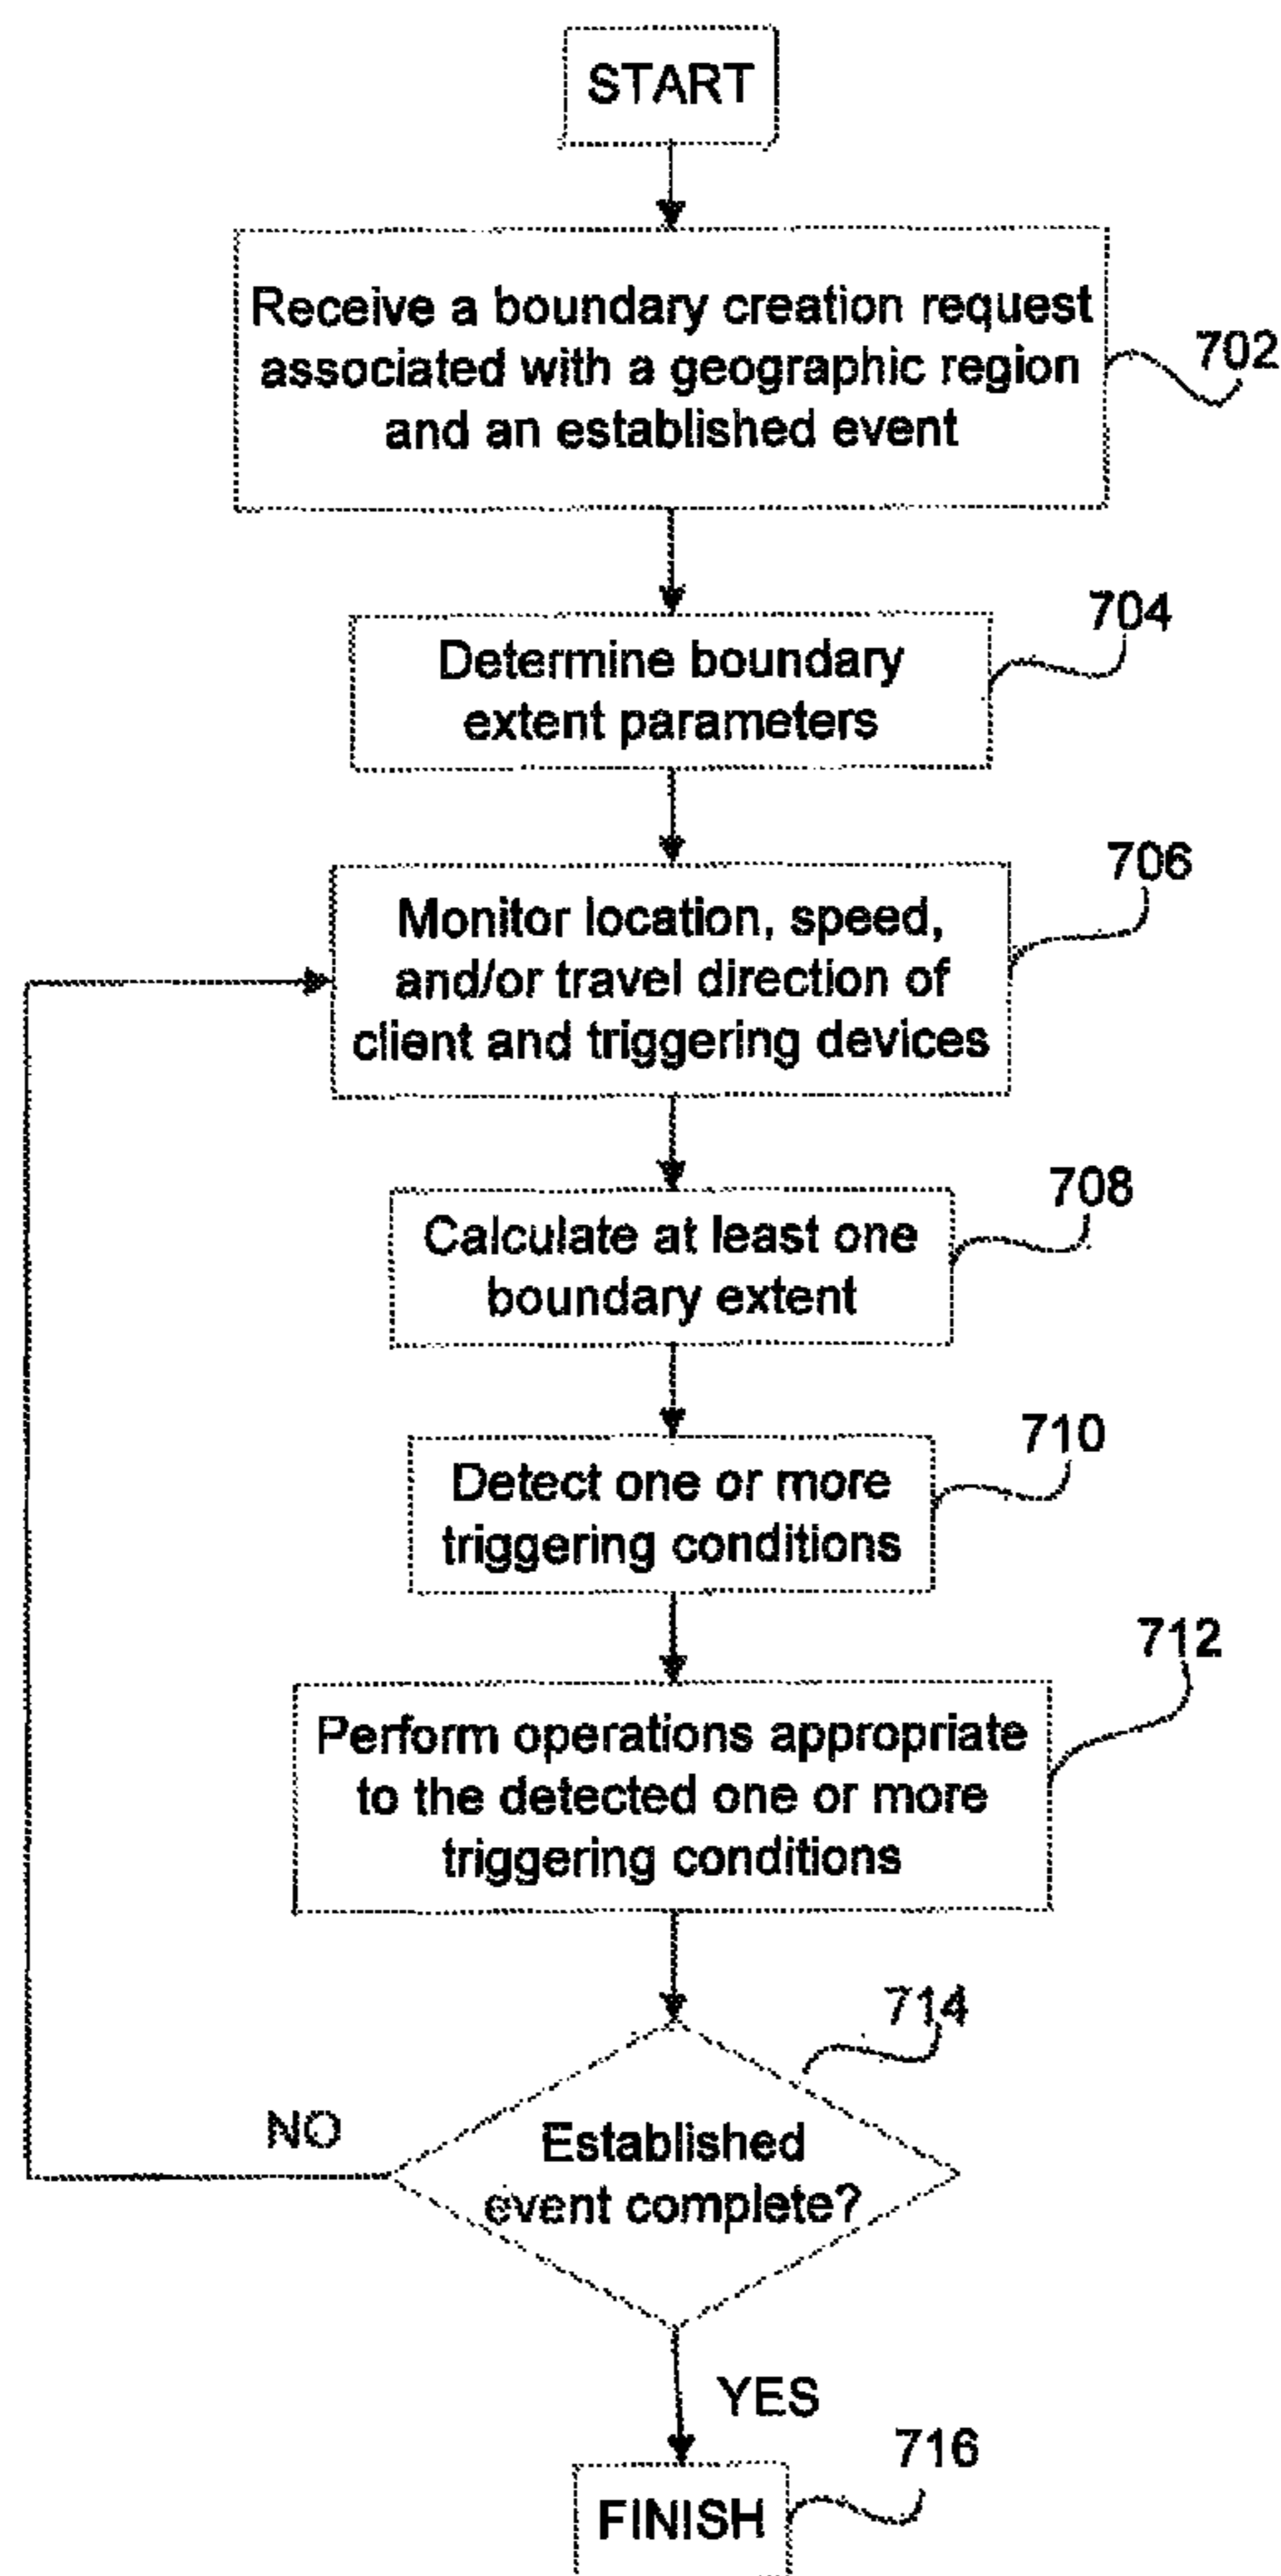 START
Receive a boundary creation request
associated with a geographic region
and an established event
702
Determine boundary
extent parameters
704
Monitor location, speed,
and/or travel direction of
client and triggering devices
706
Calculate at least one
boundary extent
708
Detect one or more
triggering conditions
710
Perform operations appropriate
to the detected one or more
triggering conditions
712
Established
event complete?
714
NO
YES
FINISH
716